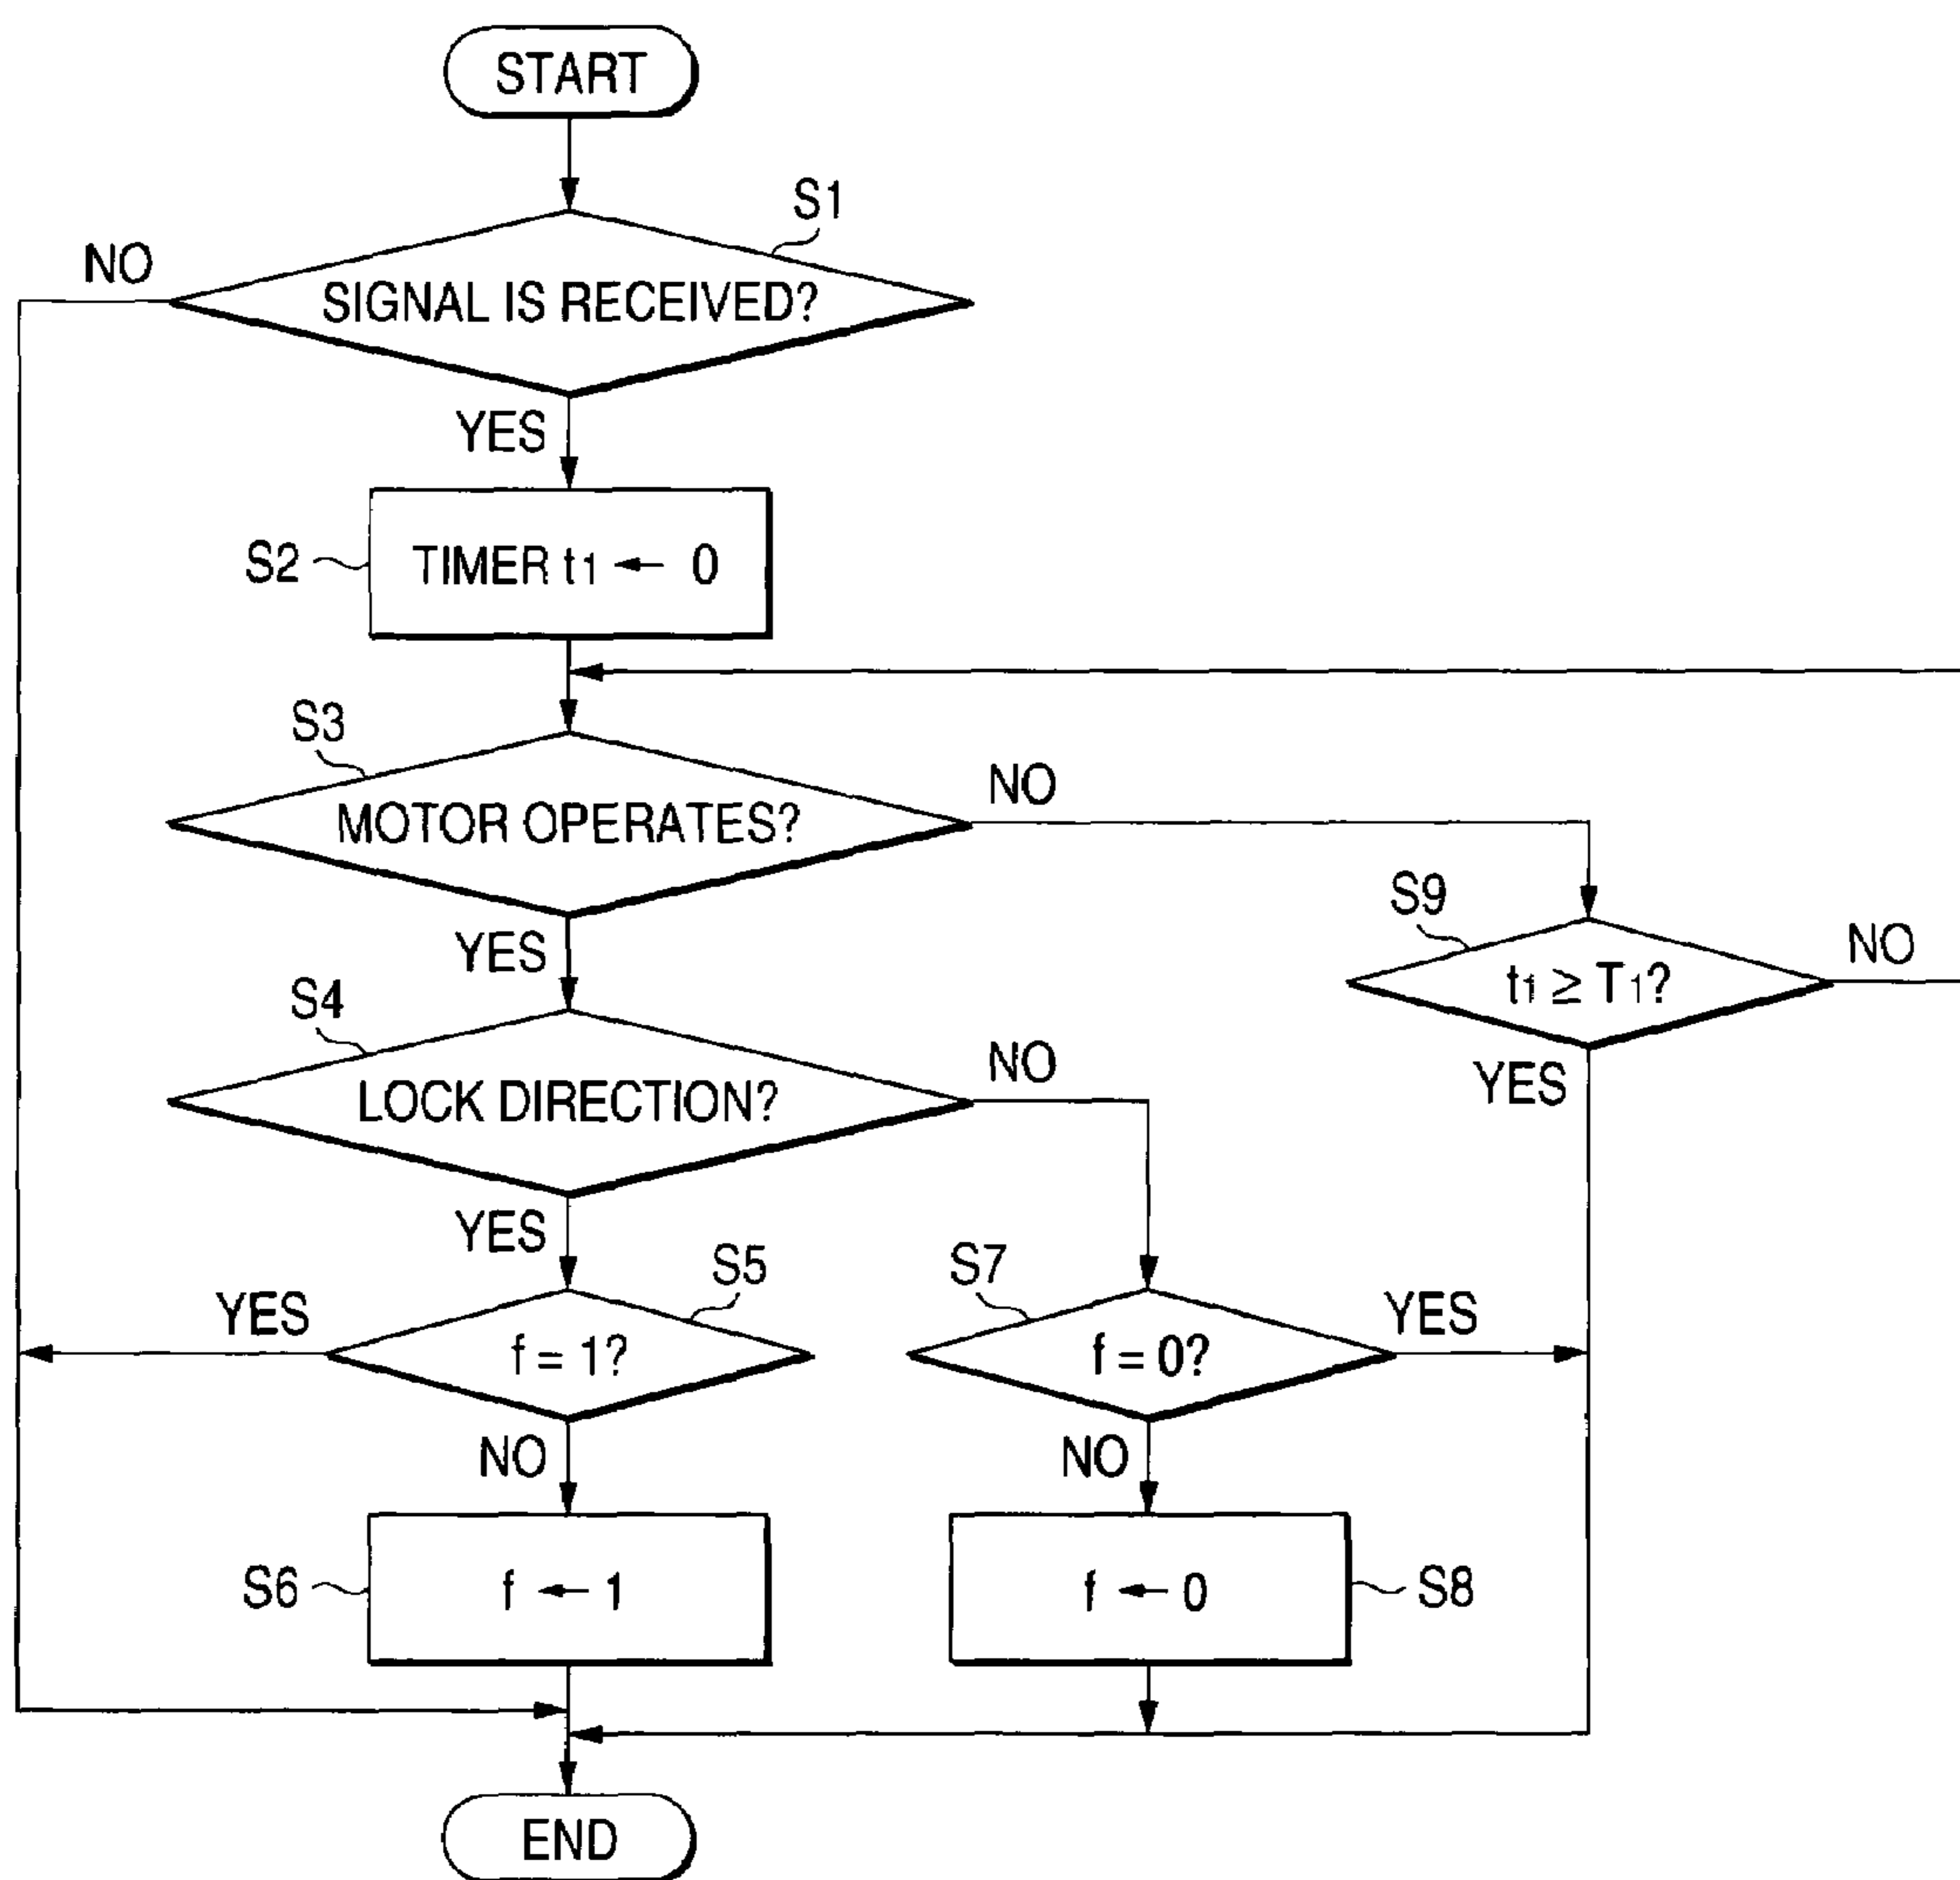 START
S1
NO
SIGNAL IS RECEIVED?
YES
S2
TIMER t1 ← 0
S3
MOTOR OPERATES?
NO
YES
S9
t1 ≥ T1?
NO
YES
S4
LOCK DIRECTION?
NO
YES
S5
f = 1?
YES
NO
S7
f = 0?
YES
NO
S6
f ← 1
f ← 0
S8
END